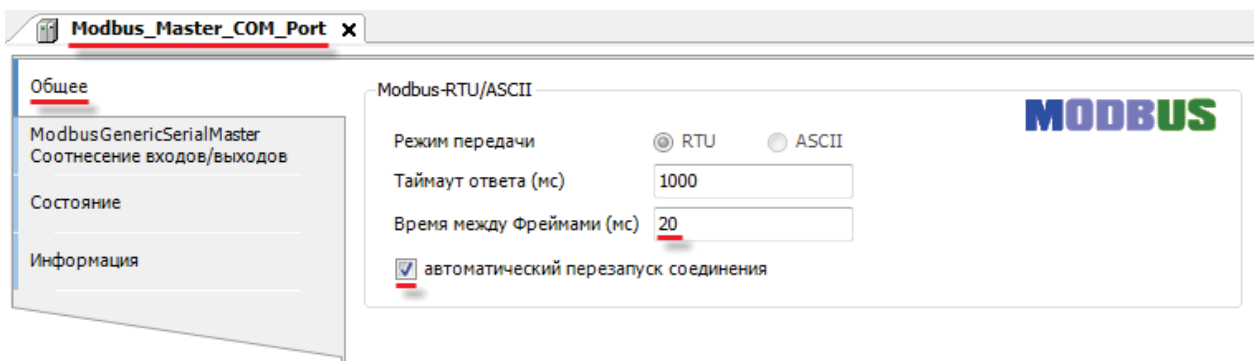 Modbus_Master_COM_Port
Общее
ModbusGenericSerialMaster
Соотнесение входов/выходов
Состояние
Информация
Modbus-RTU/ASCII
MODBUS
Режим передачи RTU ASCII
Таймаут ответа (мс) 1000
Время между Фреймами (мс) 20
автоматический перезапуск соединения